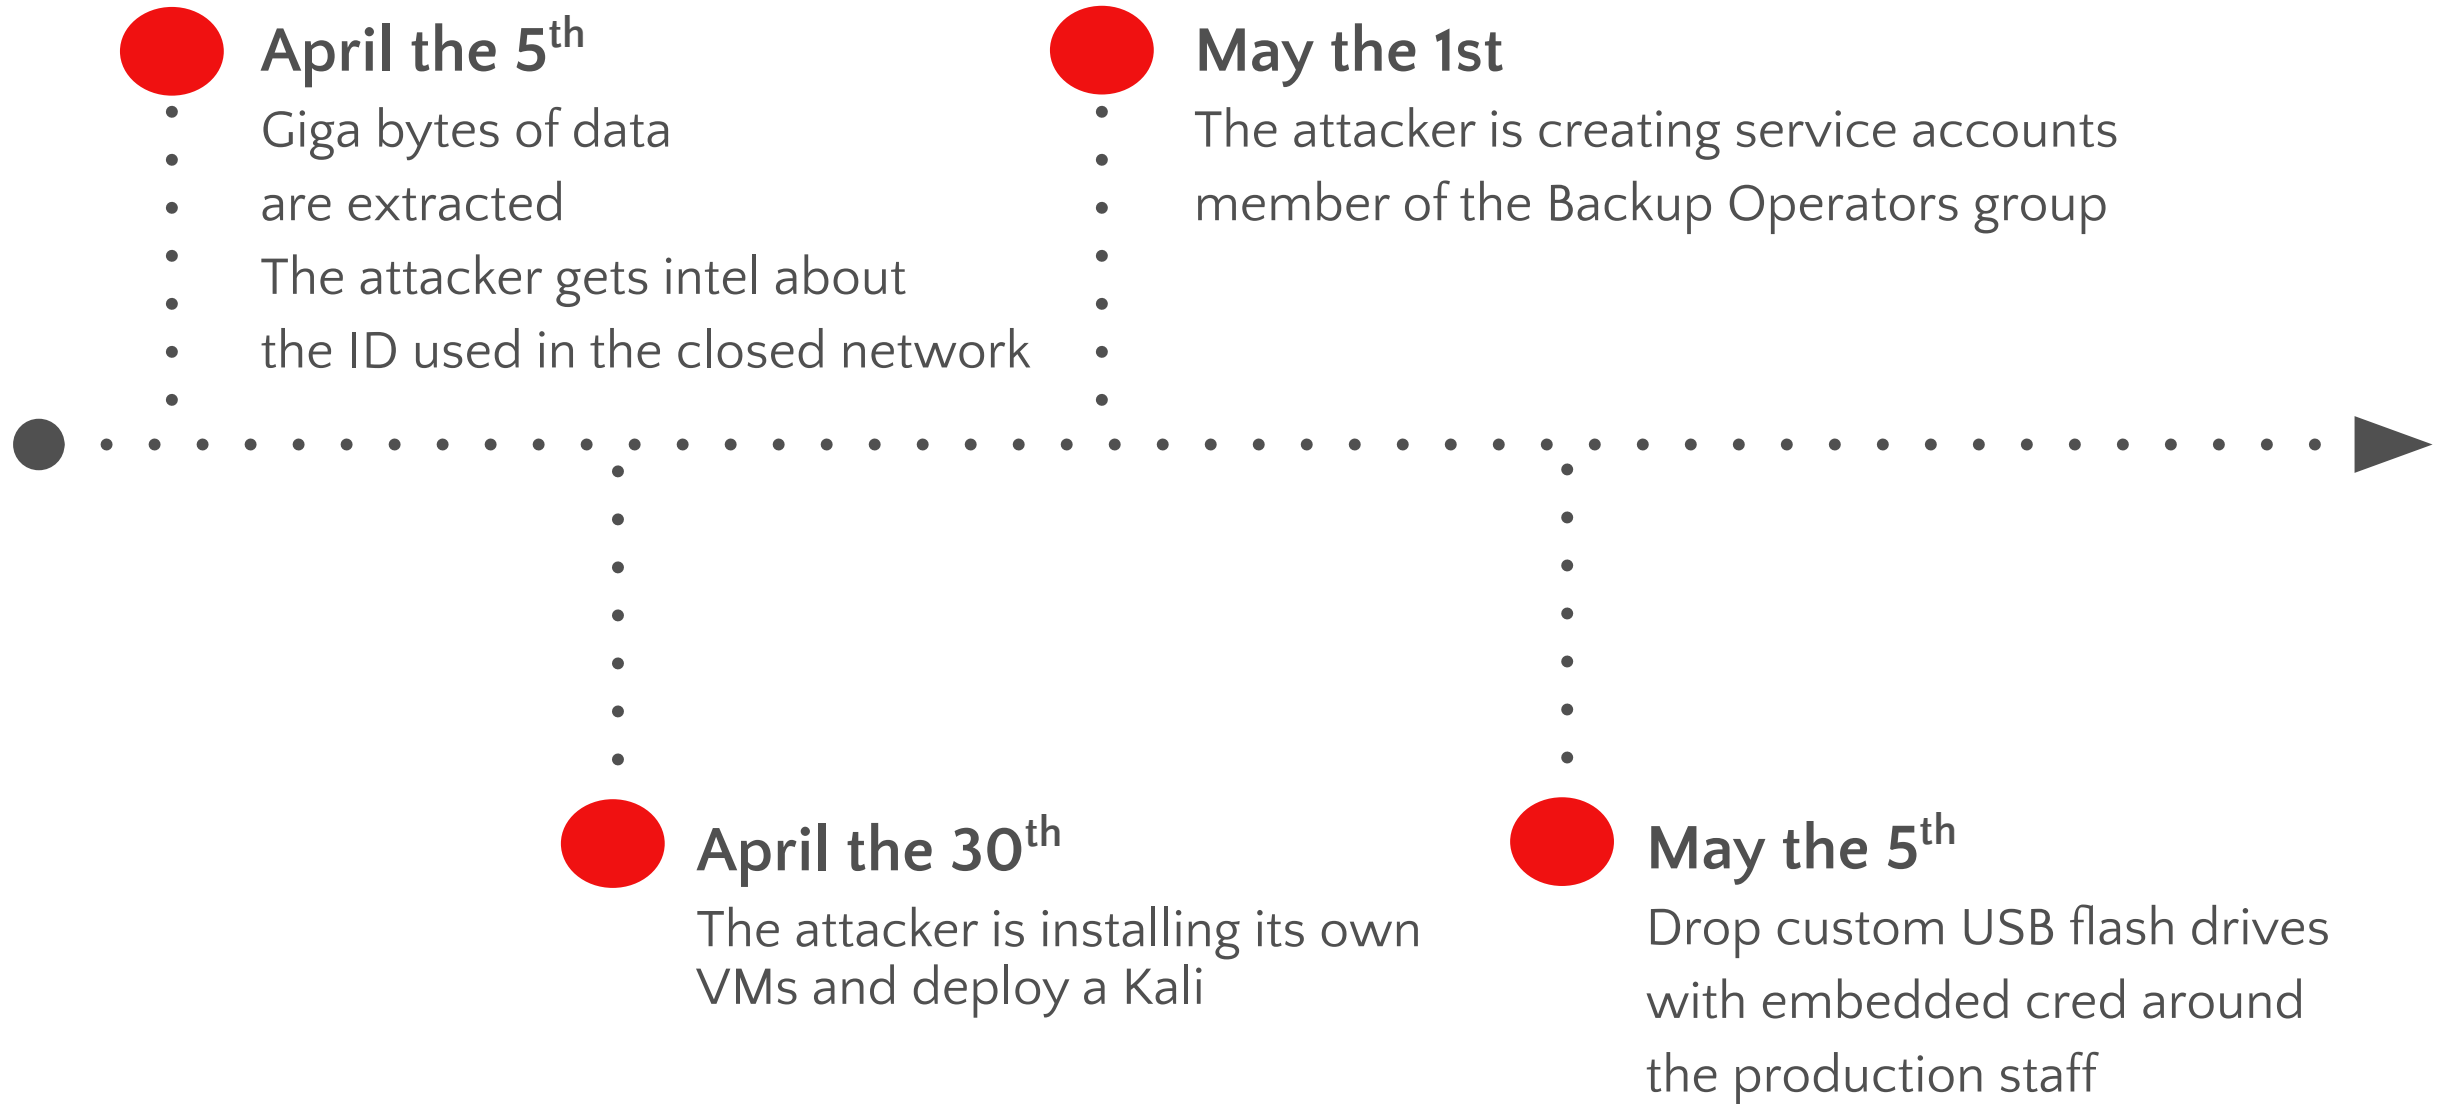 April the 5th
Giga bytes of data
are extracted
The attacker gets intel about
the ID used in the closed network
April the 30th
The attacker is installing its own
VMs and deploy a Kali
May the 1st
The attacker is creating service accounts
member of the Backup Operators group
May the 5th
Drop custom USB flash drives
with embedded cred around
the production staff